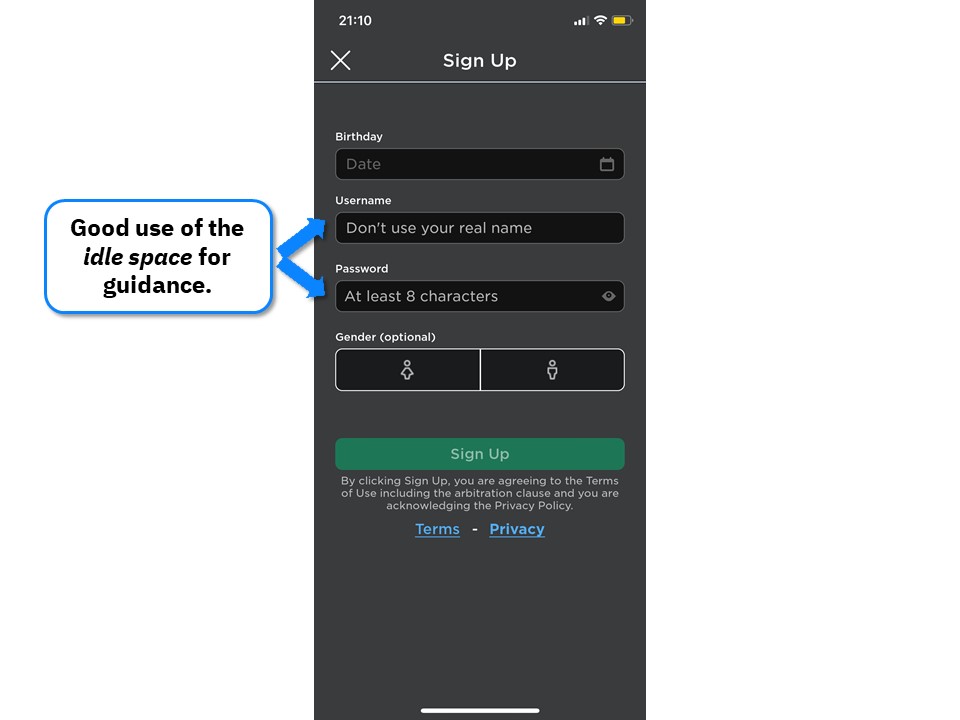 21:10
Sign Up
Birthday
Date
Username
Don't use your real name
Good use of the
idle space for
guidance.
Password
At least 8 characters
Gender (optional)
Sign Up
By clicking Sign Up, you are agreeing to the Terms
of Use including the arbitration clause and you are
acknowledging the Privacy Policy.
Terms - Privacy